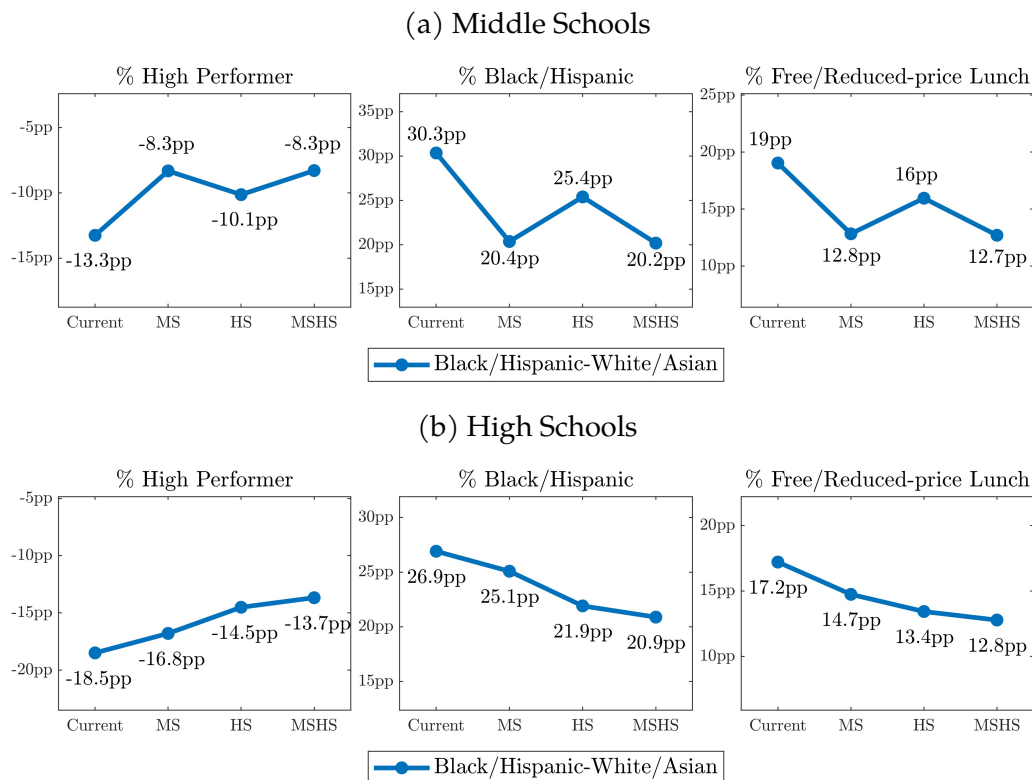 (a) Middle Schools
% High Performer
% Black/Hispanic
% Free/Reduced-price Lunch
-5pp
-10pp
-15pp
-13.3pp
-8.3pp
-10.1pp
-8.3pp
Current MS HS MSHS
35pp
30pp
25pp
20pp
15pp
30.3pp
20.4pp
25.4pp
20.2pp
Current MS HS MSHS
25pp
20pp
15pp
10pp
19pp
12.8pp
16pp
12.7pp
Current MS HS MSHS
Black/Hispanic-White/Asian
(b) High Schools
% High Performer
% Black/Hispanic
% Free/Reduced-price Lunch
-5pp
-10pp
-15pp
-20pp
-18.5pp
-16.8pp
-14.5pp
-13.7pp
Current MS HS MSHS
30pp
25pp
20pp
15pp
26.9pp
25.1pp
21.9pp
20.9pp
Current MS HS MSHS
20pp
15pp
10pp
17.2pp
14.7pp
13.4pp
12.8pp
Current MS HS MSHS
Black/Hispanic-White/Asian